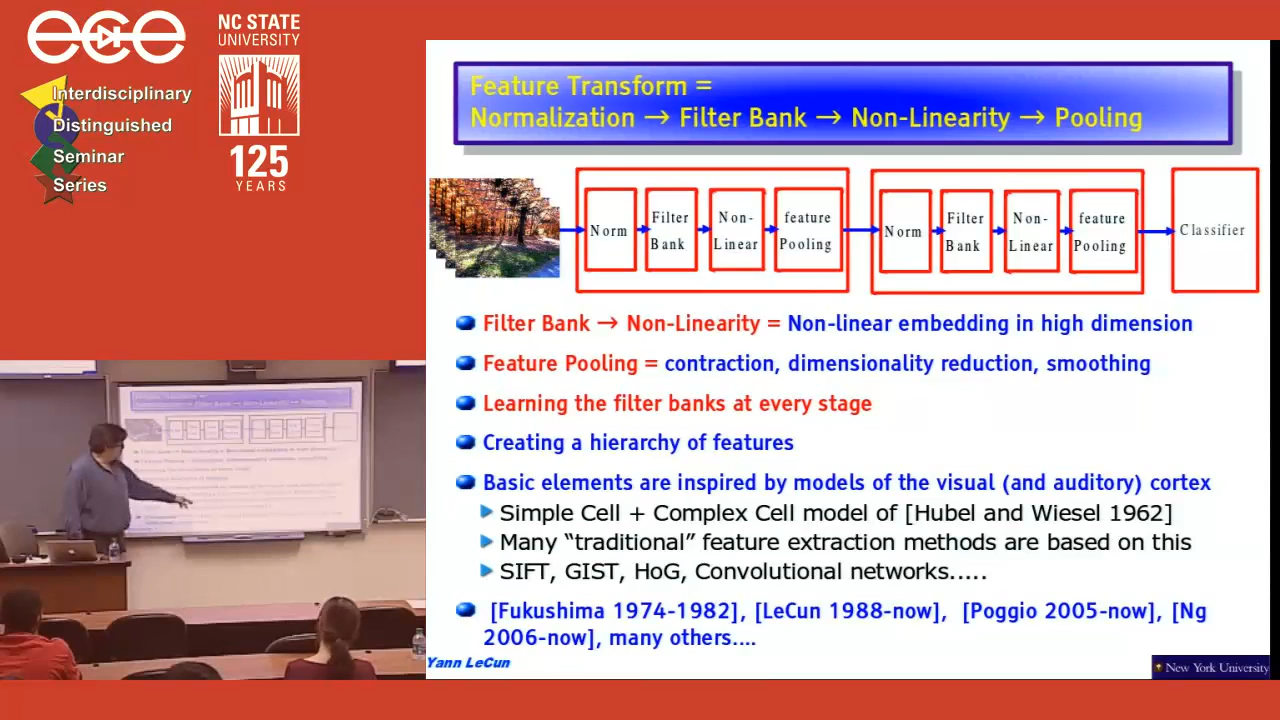 ece
NC STATE
UNIVERSITY
Interdisciplinary
Distinguished
Seminar
Series
125
YEARS
Feature Transform =
Normalization → Filter Bank → Non-Linearity → Pooling
Norm
Filter
Bank
Non-
Linear
feature
Pooling
Norm
Filter
Bank
Non-
Linear
feature
Pooling
Classifier
Filter Bank → Non-Linearity = Non-linear embedding in high dimension
Feature Pooling = contraction, dimensionality reduction, smoothing
Learning the filter banks at every stage
Creating a hierarchy of features
Basic elements are inspired by models of the visual (and auditory) cortex
Simple Cell + Complex Cell model of [Hubel and Wiesel 1962]
Many “traditional” feature extraction methods are based on this
SIFT, GIST, HoG, Convolutional networks.....
[Fukushima 1974-1982], [LeCun 1988-now], [Poggio 2005-now], [Ng
2006-now], many others....
Yann LeCun
New York University